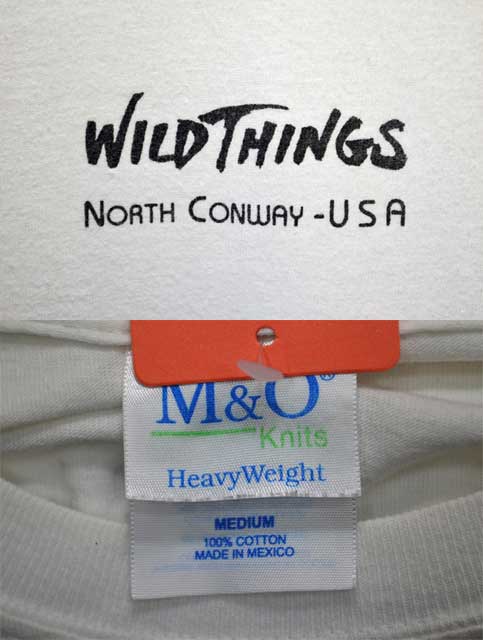 WILDTHINGS
NORTH CONWAY - USA
M&O®
Knits
HeavyWeight
MEDIUM
100% COTTON
MADE IN MEXICO